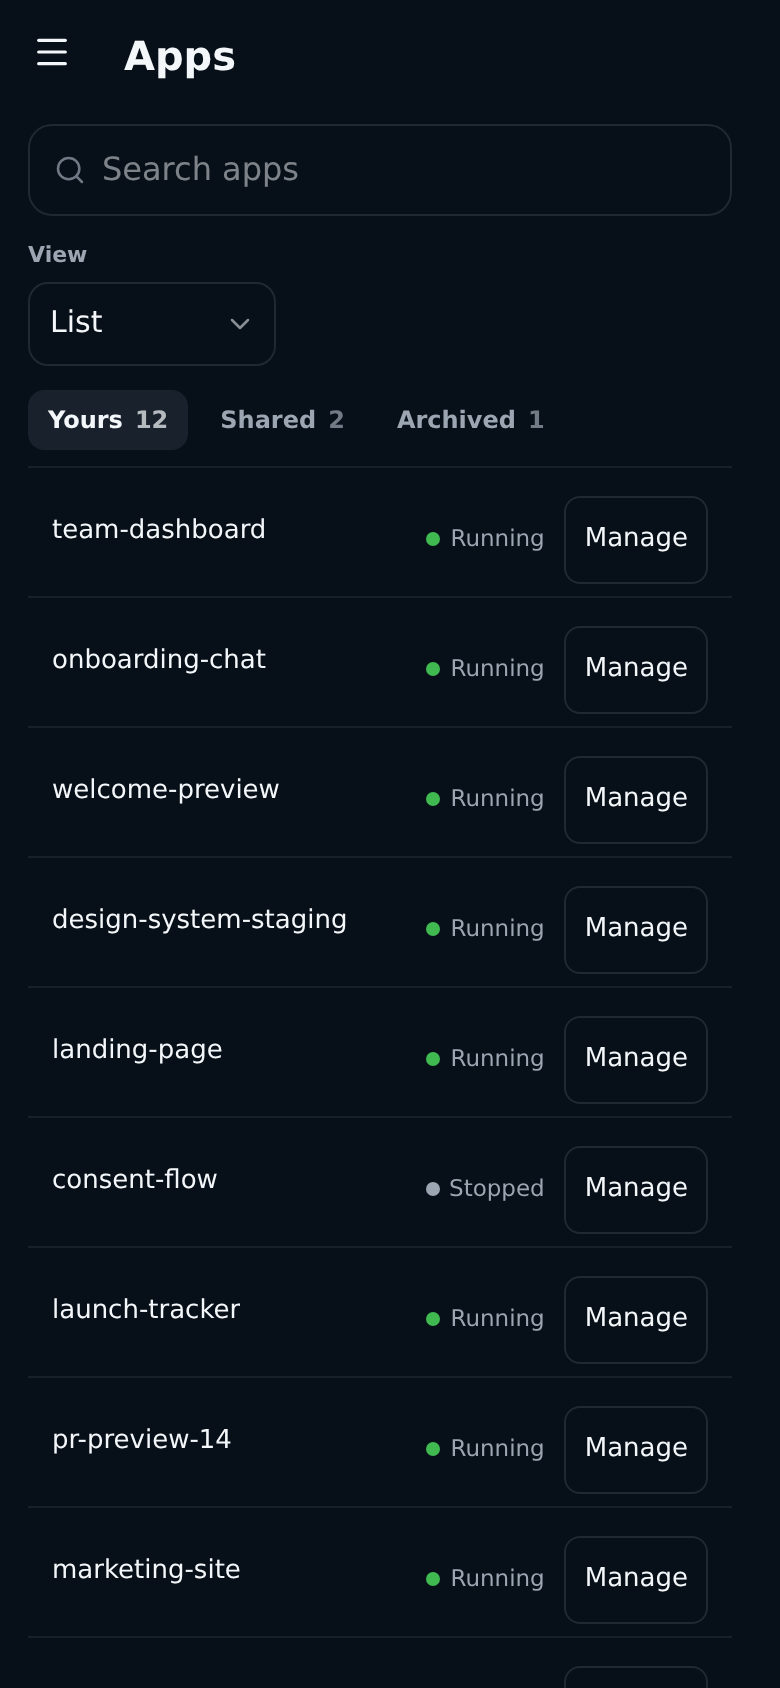 Apps
Search apps
View
List
Yours 12 Shared 2 Archived 1
team-dashboard Running Manage
onboarding-chat Running Manage
welcome-preview Running Manage
design-system-staging Running Manage
landing-page Running Manage
consent-flow Stopped Manage
launch-tracker Running Manage
pr-preview-14 Running Manage
marketing-site Running Manage